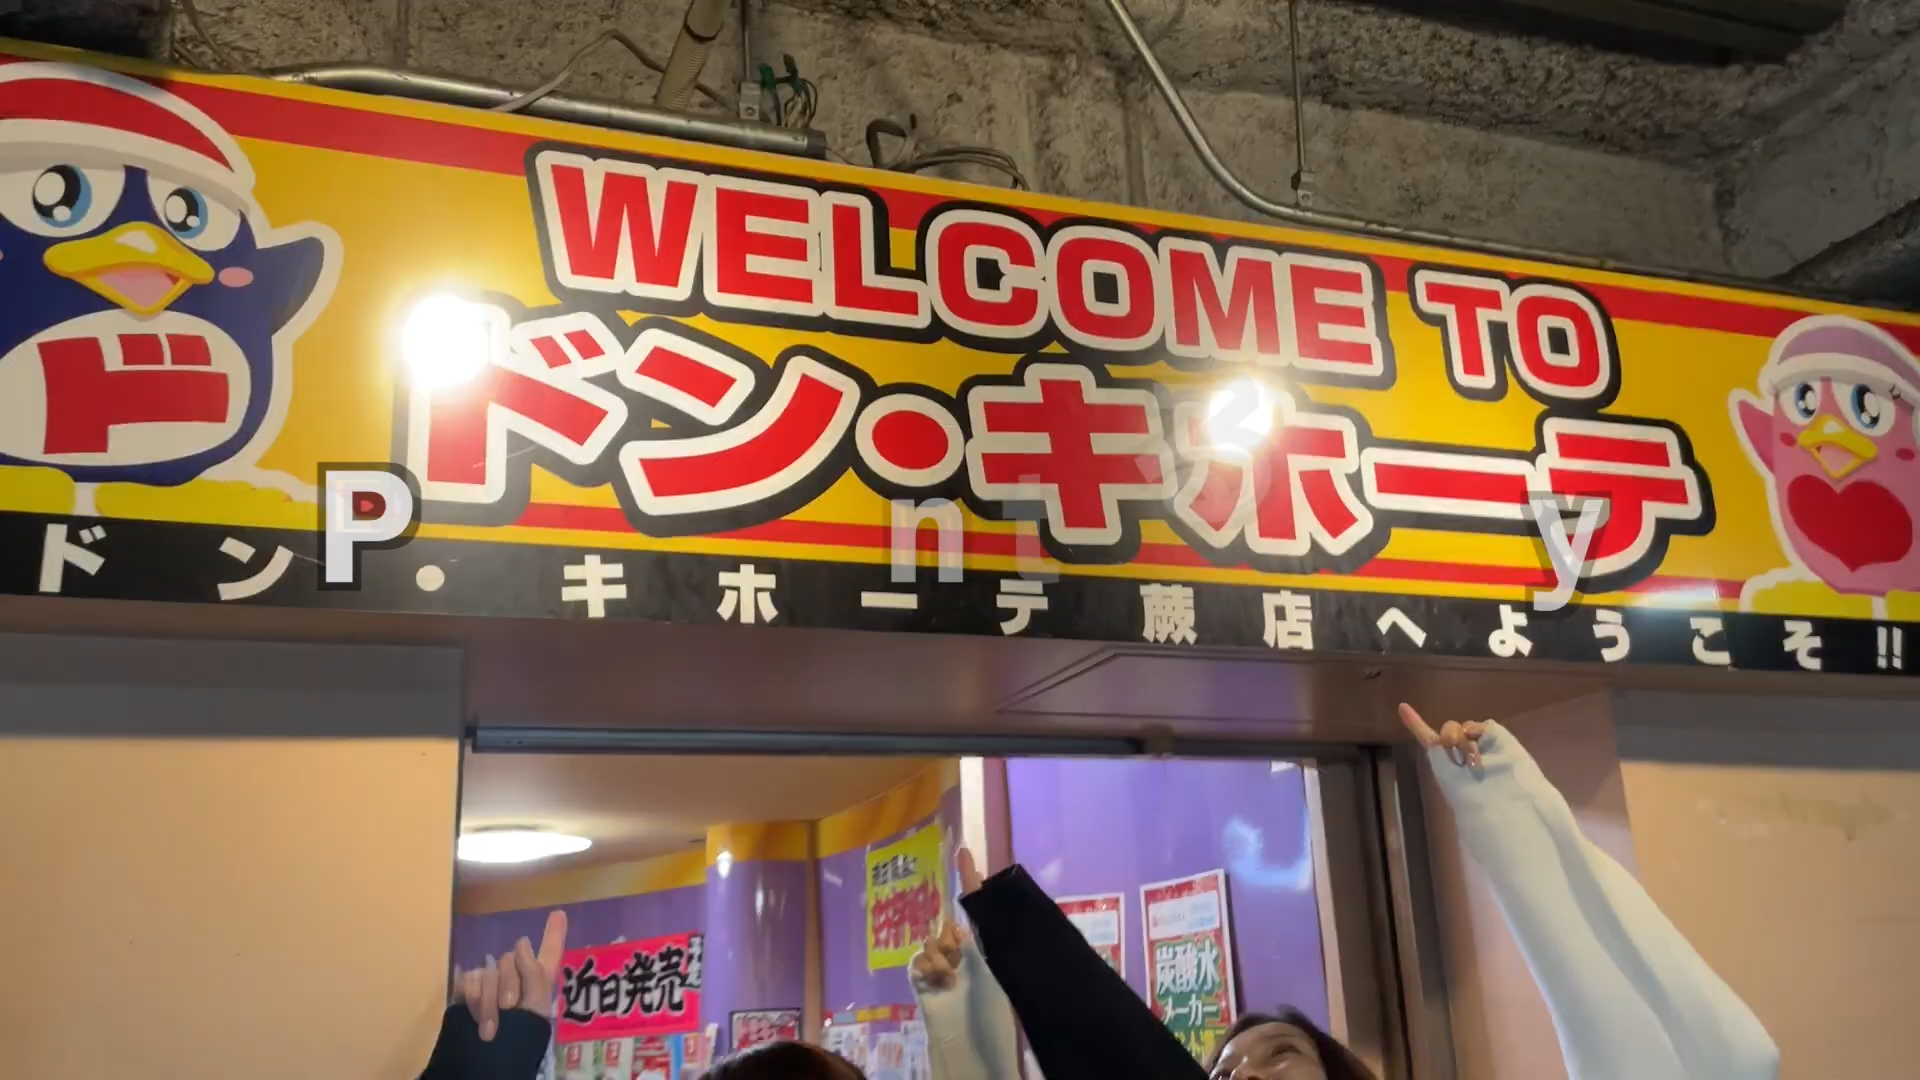 WELCOME TO
ドン・キホーテ
ド
ドン・キホーテ蕨店へようこそ!!
P n y
近日発売
炭酸水
メーカー